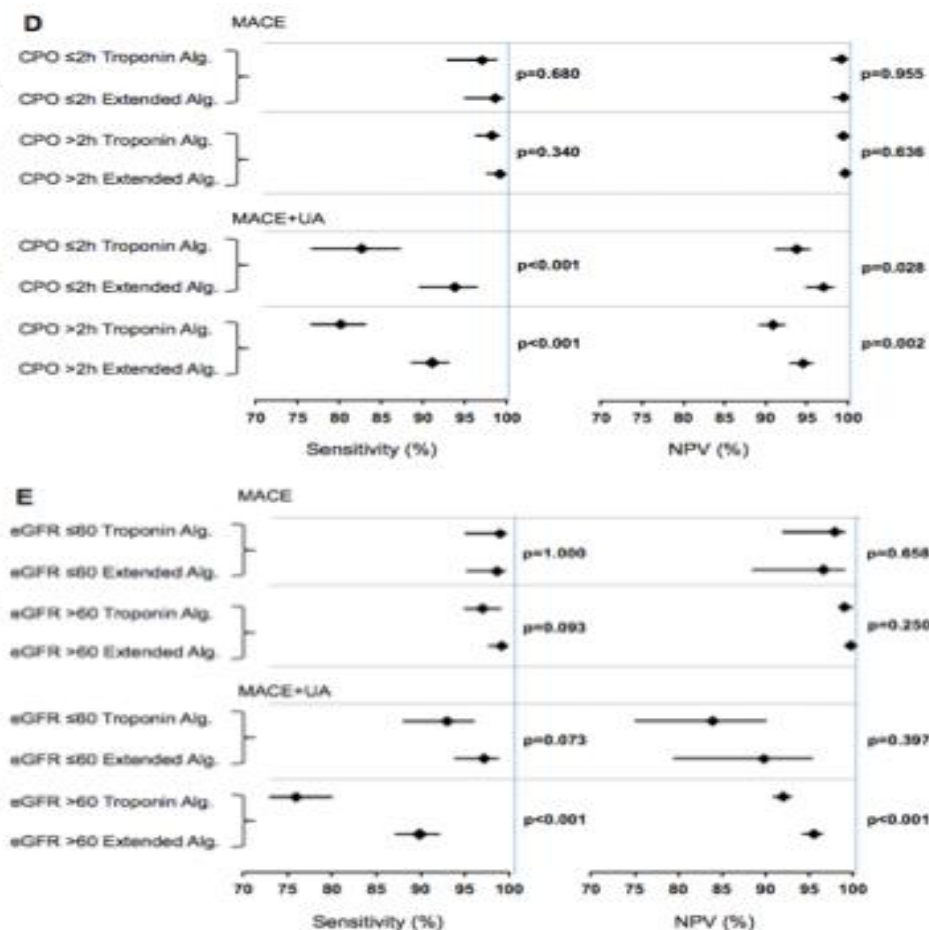 D
MACE
CPO ≤2h Troponin Alg.
p=0.680
p=0.955
CPO ≤2h Extended Alg.
CPO >2h Troponin Alg.
p=0.340
p=0.636
CPO >2h Extended Alg.
MACE+UA
CPO ≤2h Troponin Alg.
p<0.001
p=0.028
CPO ≤2h Extended Alg.
CPO >2h Troponin Alg.
p<0.001
p=0.002
CPO >2h Extended Alg.
70 75 80 85 90 95 100 70 75 80 85 90 95 100
Sensitivity (%) NPV (%)
E
MACE
eGFR ≤60 Troponin Alg.
p=1.000
p=0.658
eGFR ≤60 Extended Alg.
eGFR >60 Troponin Alg.
p=0.093
p=0.250
eGFR >60 Extended Alg.
MACE+UA
eGFR ≤60 Troponin Alg.
p=0.073
p=0.397
eGFR ≤60 Extended Alg.
eGFR >60 Troponin Alg.
p<0.001
p<0.001
eGFR >60 Extended Alg.
70 75 80 85 90 95 100 70 75 80 85 90 95 100
Sensitivity (%) NPV (%)